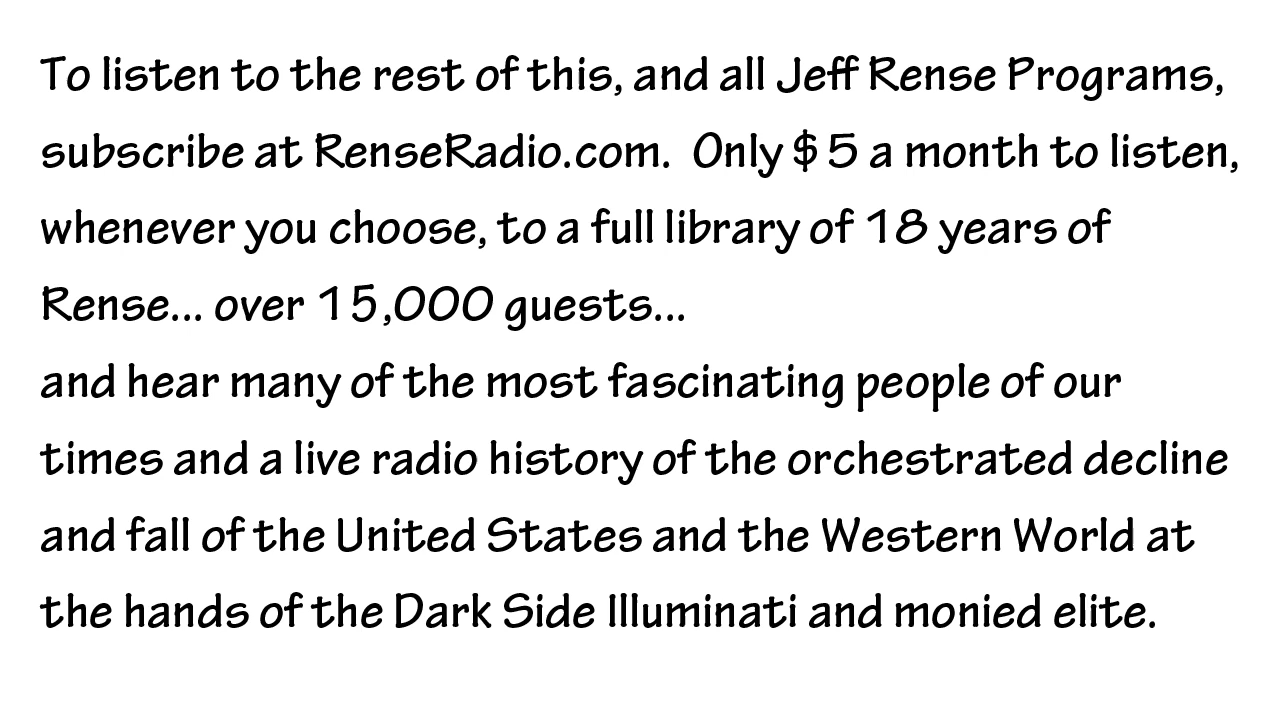 To listen to the rest of this, and all Jeff Rense Programs,
subscribe at RenseRadio.com.  Only $5 a month to listen,
whenever you choose, to a full library of 18 years of
Rense... over 15,000 guests...
and hear many of the most fascinating people of our
times and a live radio history of the orchestrated decline
and fall of the United States and the Western World at
the hands of the Dark Side Illuminati and monied elite.